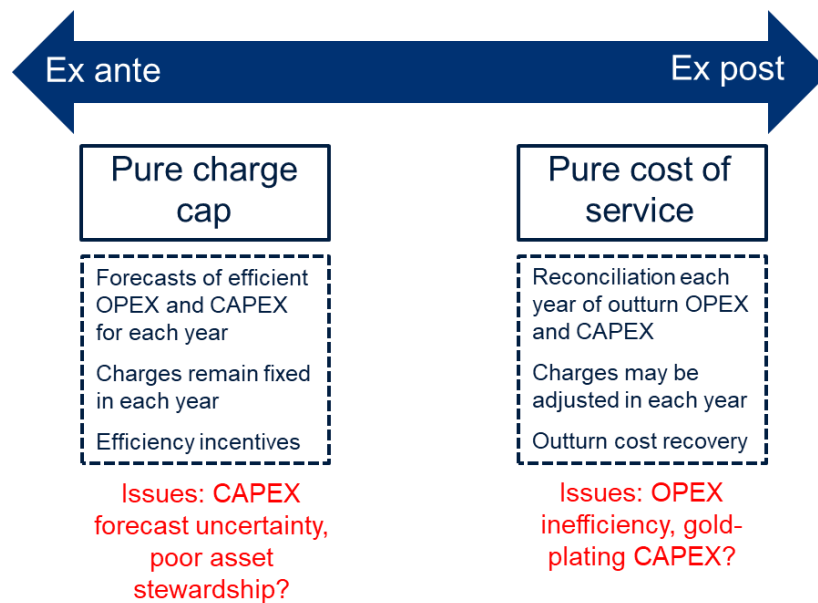 Ex ante
Ex post
Pure charge
cap
Forecasts of efficient
OPEX and CAPEX
for each year
Charges remain fixed
in each year
Efficiency incentives
Issues: CAPEX
forecast uncertainty,
poor asset
stewardship?
Pure cost of
service
Reconciliation each
year of outturn OPEX
and CAPEX
Charges may be
adjusted in each year
Outturn cost recovery
Issues: OPEX
inefficiency, gold-
plating CAPEX?